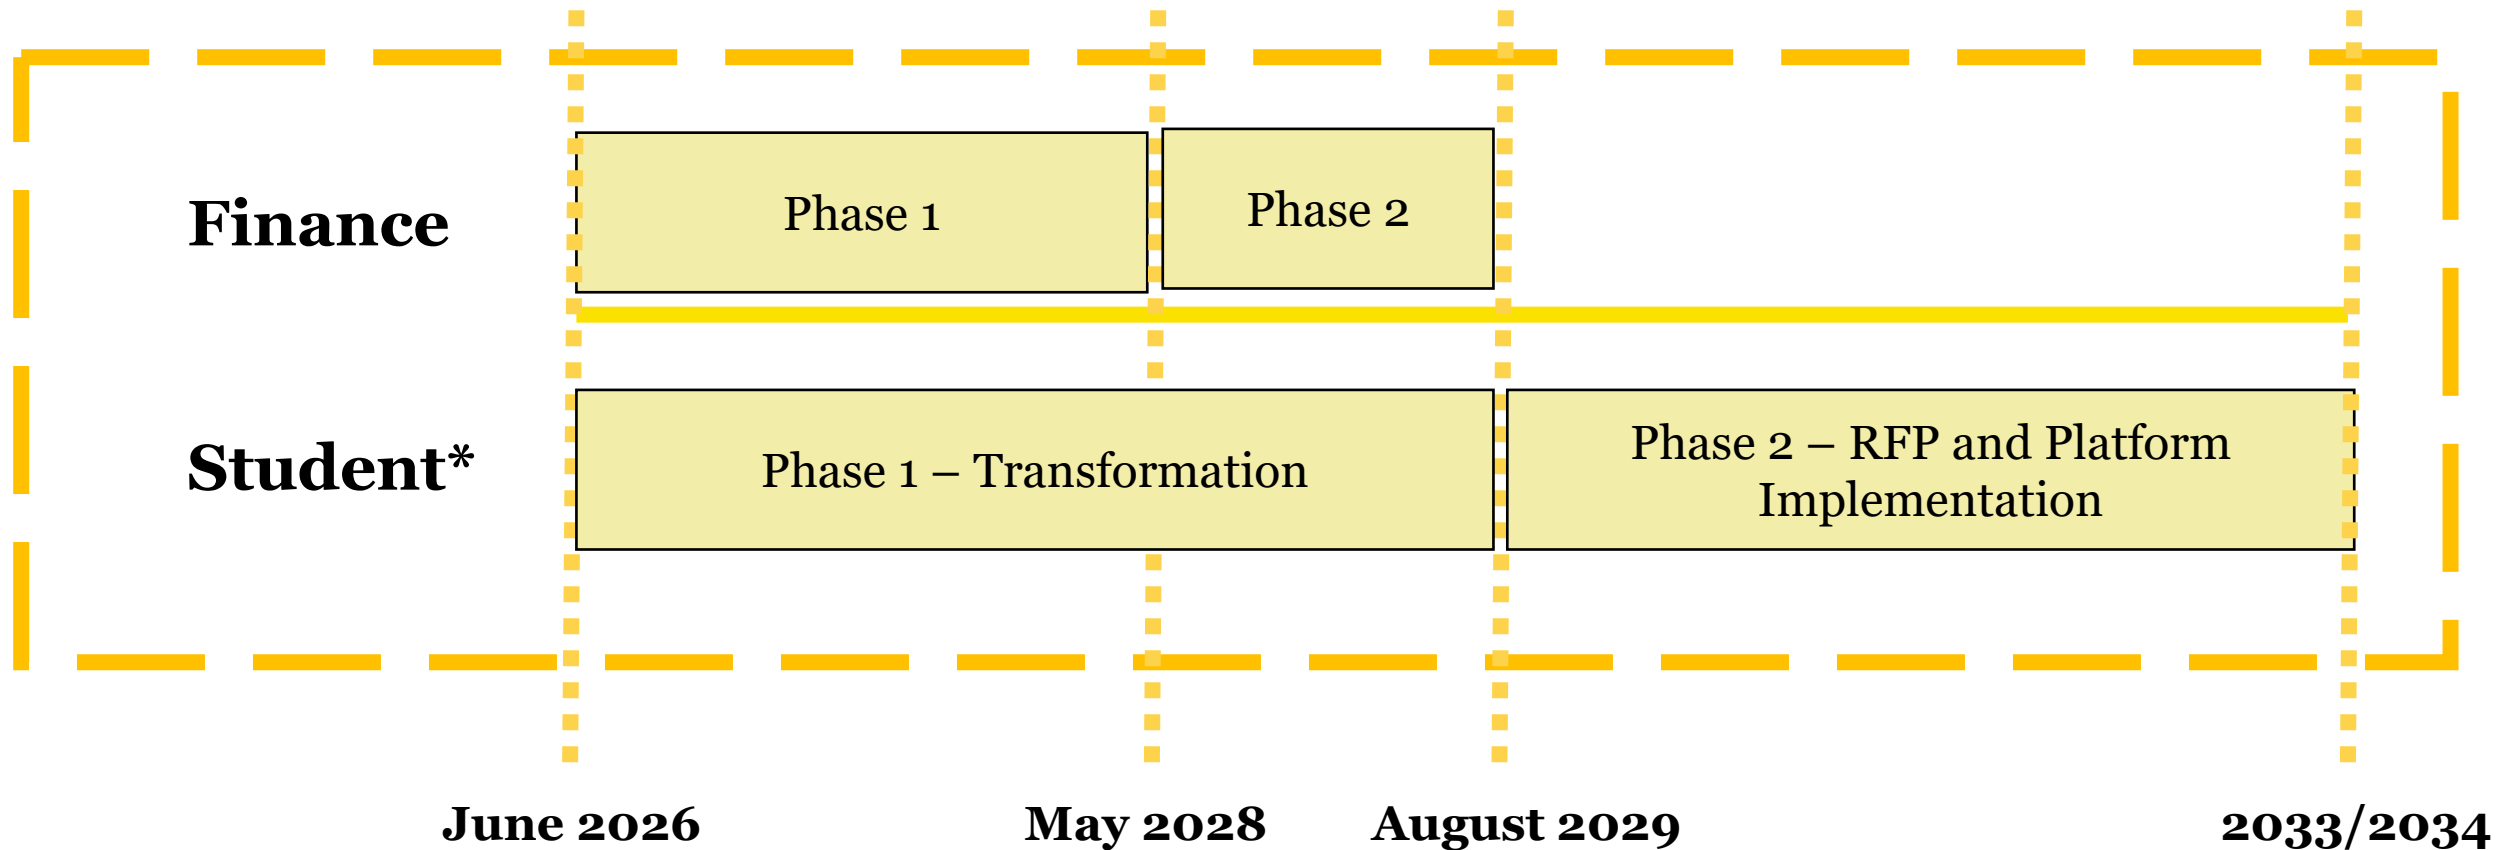 Finance
Phase 1
Phase 2
Student*
Phase 1 – Transformation
Phase 2 – RFP and Platform
Implementation
June 2026
May 2028
August 2029
2033/2034